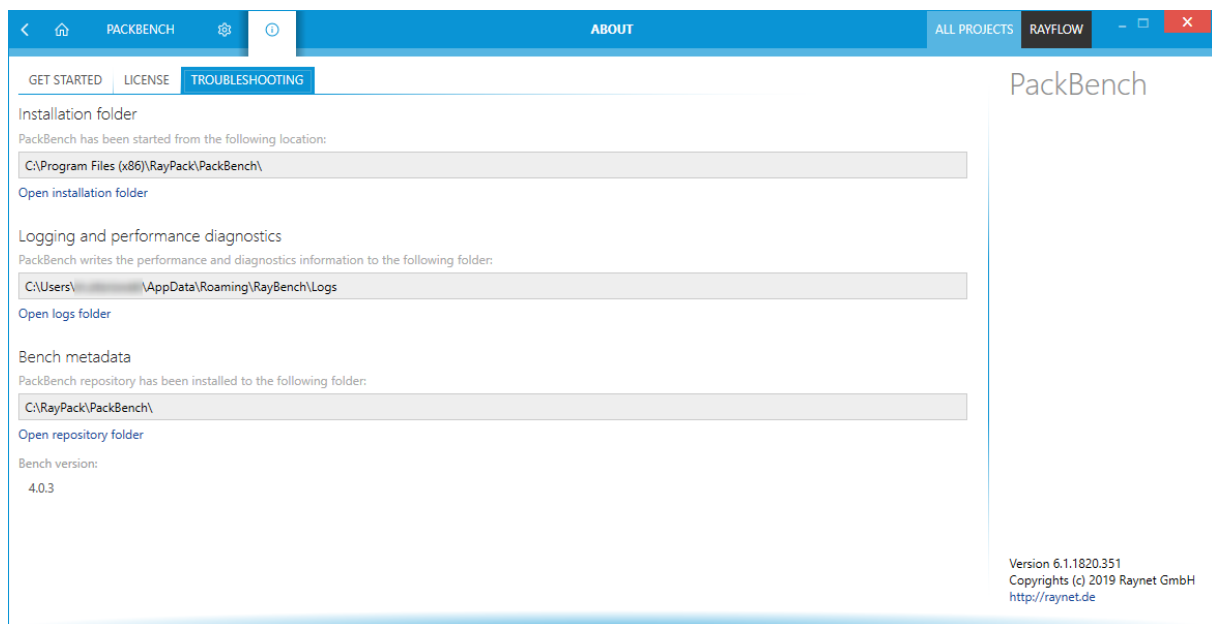 PACKBENCH ABOUT ALL PROJECTS RAYFLOW
GET STARTED LICENSE TROUBLESHOOTING
PackBench
Installation folder
PackBench has been started from the following location:
C:\Program Files (x86)\RayPack\PackBench\
Open installation folder
Logging and performance diagnostics
PackBench writes the performance and diagnostics information to the following folder:
C:\Users\ \AppData\Roaming\RayBench\Logs
Open logs folder
Bench metadata
PackBench repository has been installed to the following folder:
C:\RayPack\PackBench\
Open repository folder
Bench version:
4.0.3
Version 6.1.1820.351
Copyrights (c) 2019 Raynet GmbH
http://raynet.de